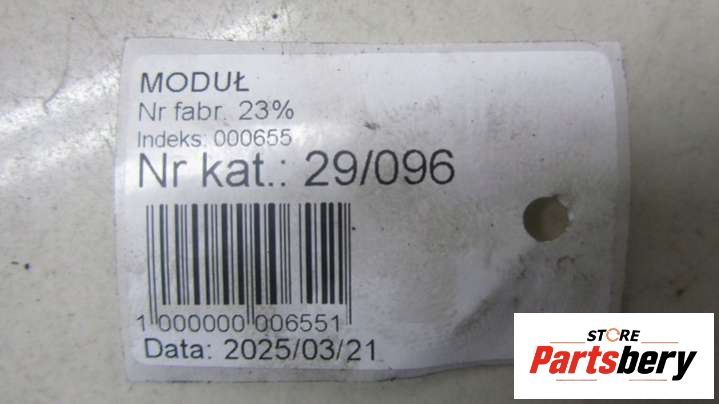 MODUŁ
Nr fabr. 23%
Indeks: 000655
Nr kat.: 29/096
1 000000 006551
Data: 2025/03/21
STORE
Partsbery